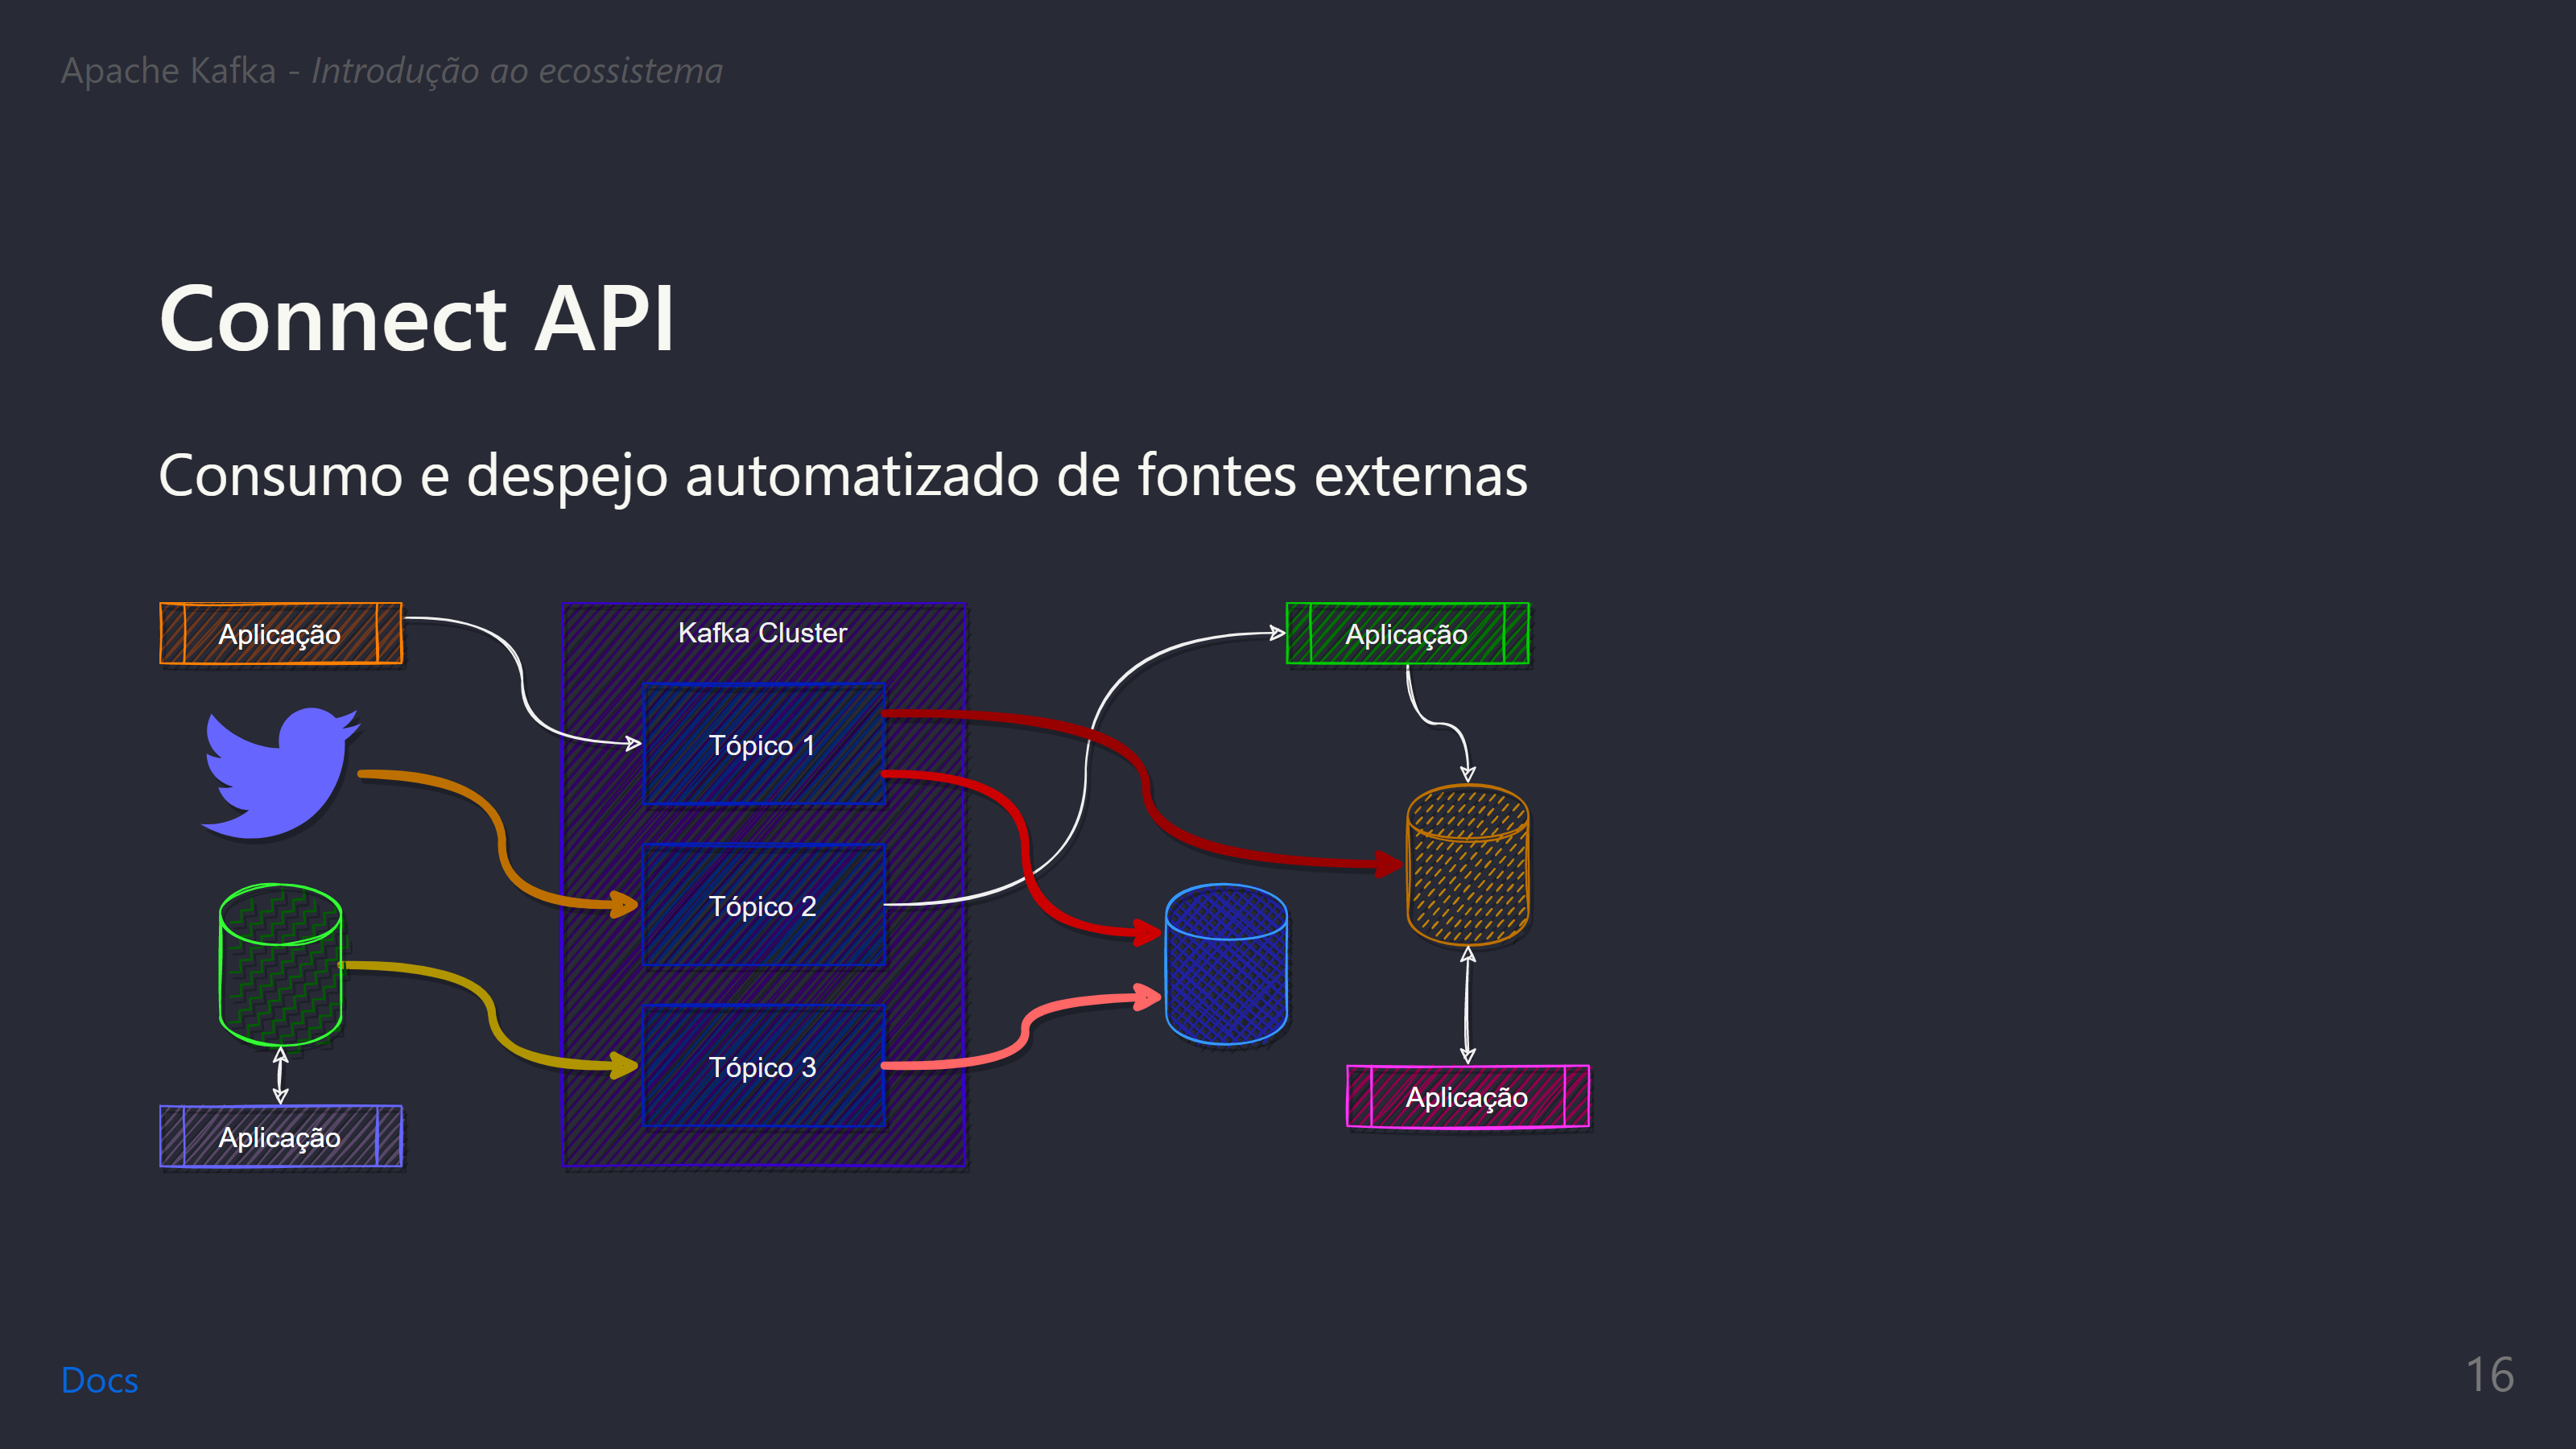 Apache Kafka - Introdução ao ecossistema
Connect API
Consumo e despejo automatizado de fontes externas
Aplicação
Kafka Cluster
Aplicação
Tópico 1
Tópico 2
Tópico 3
Aplicação
Aplicação
Docs
16